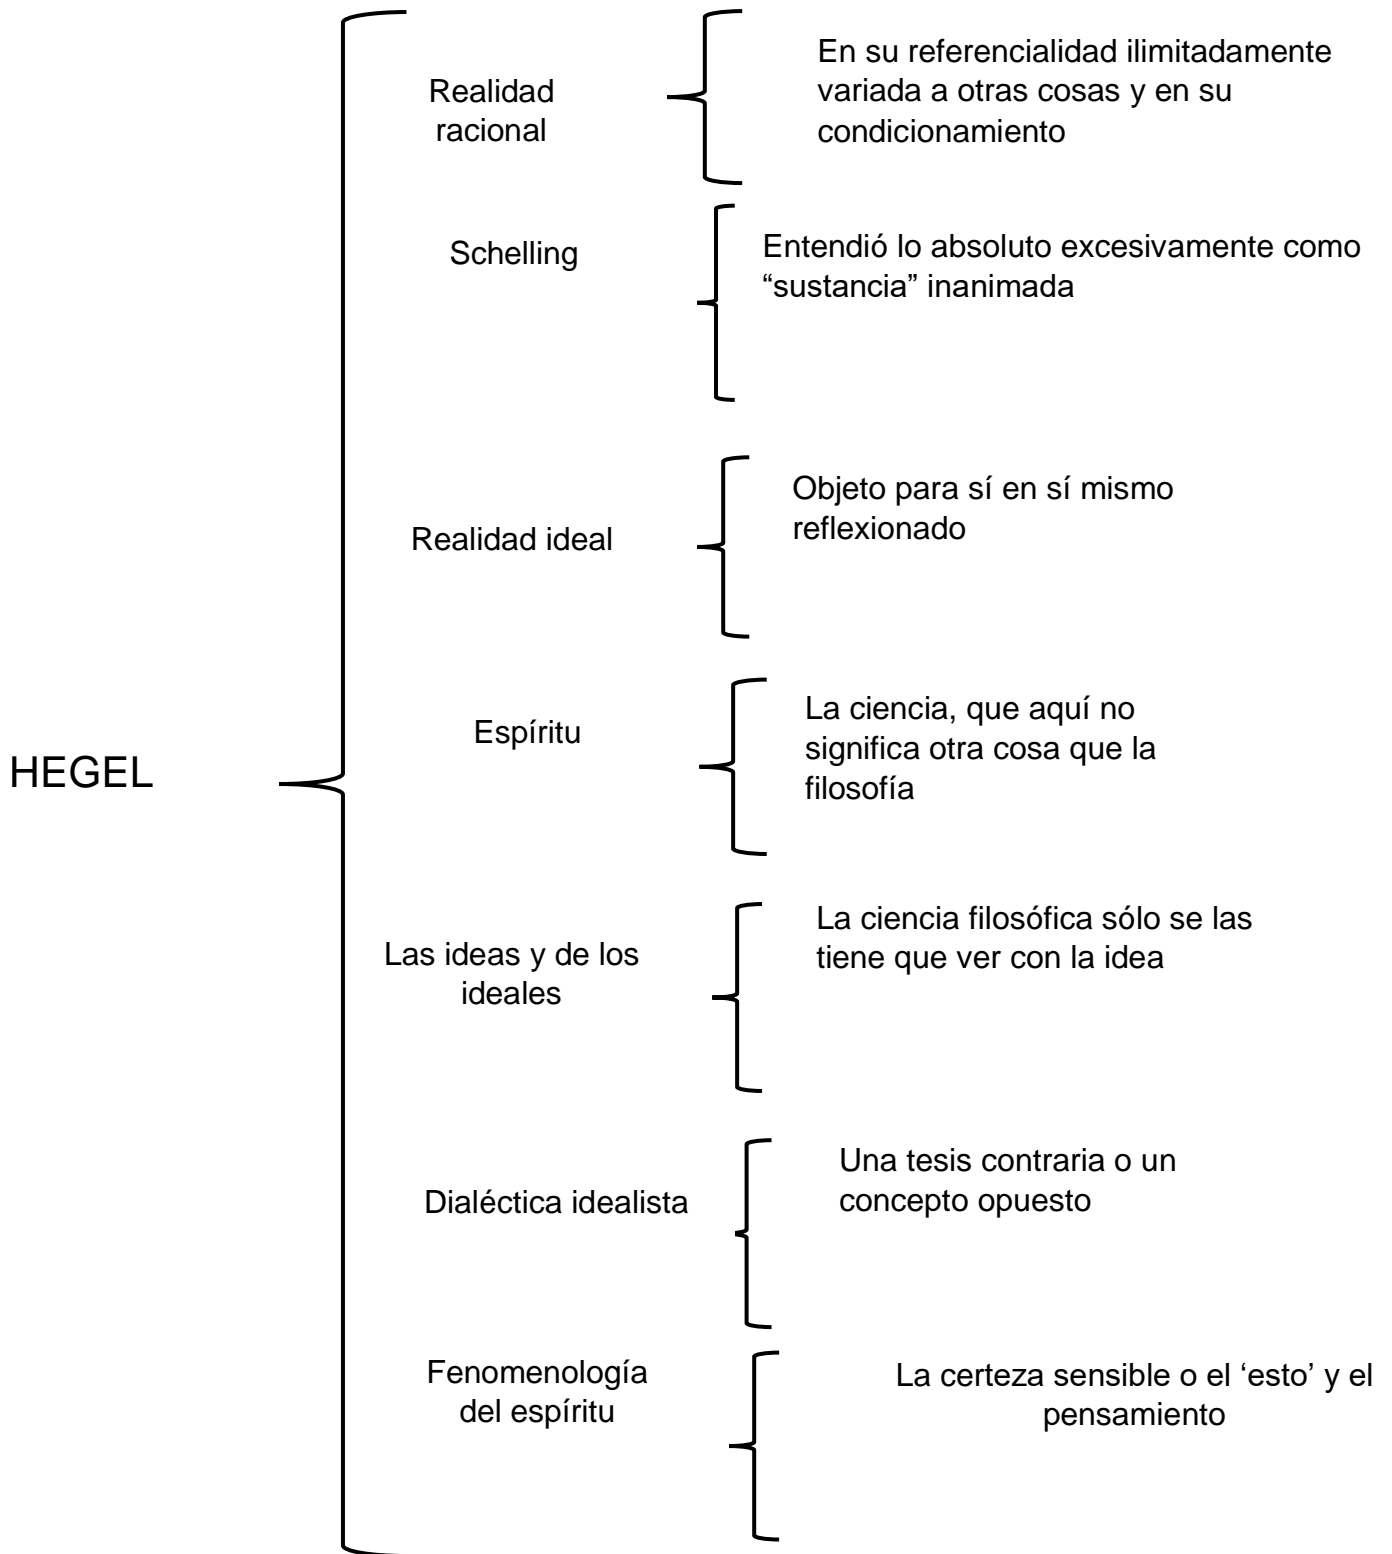 Realidad
racional
En su referencialidad ilimitadamente
variada a otras cosas y en su
condicionamiento
Schelling
Entendió lo absoluto excesivamente como
“sustancia” inanimada
Realidad ideal
Objeto para sí en sí mismo
reflexionado
HEGEL
Espíritu
La ciencia, que aquí no
significa otra cosa que la
filosofía
Las ideas y de los
ideales
La ciencia filosófica sólo se las
tiene que ver con la idea
Dialéctica idealista
Una tesis contraria o un
concepto opuesto
Fenomenología
del espíritu
La certeza sensible o el ‘esto’ y el
pensamiento